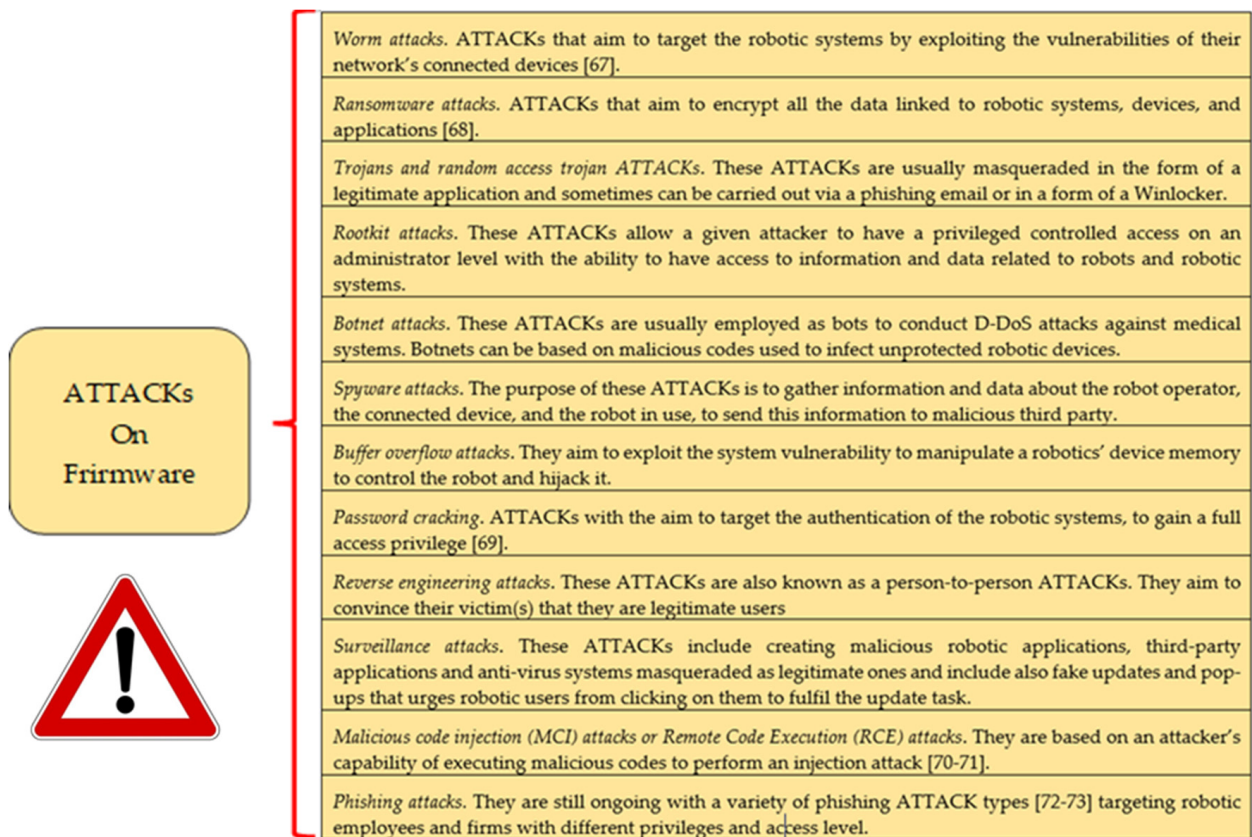 Worm attacks. ATTACKs that aim to target the robotic systems by exploiting the vulnerabilities of their
network's connected devices [67].
Ransomware attacks. ATTACKs that aim to encrypt all the data linked to robotic systems, devices, and
applications [68].
Trojans and random access trojan ATTACKs. These ATTACKs are usually masqueraded in the form of a
legitimate application and sometimes can be carried out via a phishing email or in a form of a Winlocker.
Rootkit attacks. These ATTACKs allow a given attacker to have a privileged controlled access on an
administrator level with the ability to have access to information and data related to robots and robotic
systems.
Botnet attacks. These ATTACKs are usually employed as bots to conduct D-DoS attacks against medical
systems. Botnets can be based on malicious codes used to infect unprotected robotic devices.
Spyware attacks. The purpose of these ATTACKs is to gather information and data about the robot operator,
the connected device, and the robot in use, to send this information to malicious third party.
Buffer overflow attacks. They aim to exploit the system vulnerability to manipulate a robotics' device memory
to control the robot and hijack it.
Password cracking. ATTACKs with the aim to target the authentication of the robotic systems, to gain a full
access privilege [69].
Reverse engineering attacks. These ATTACKs are also known as a person-to-person ATTACKs. They aim to
convince their victim(s) that they are legitimate users
Surveillance attacks. These ATTACKs include creating malicious robotic applications, third-party
applications and anti-virus systems masqueraded as legitimate ones and include also fake updates and pop-
ups that urges robotic users from clicking on them to fulfil the update task.
Malicious code injection (MCI) attacks or Remote Code Execution (RCE) attacks. They are based on an attacker's
capability of executing malicious codes to perform an injection attack [70-71].
Phishing attacks. They are still ongoing with a variety of phishing ATTACK types [72-73] targeting robotic
employees and firms with different privileges and access level.
ATTACKs
On
Frirmware